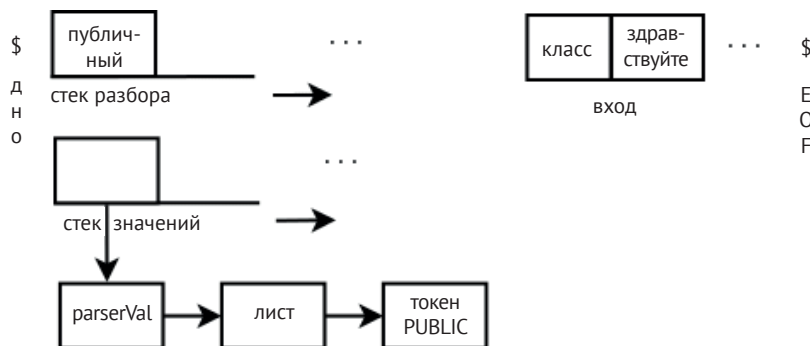 $
д
н
о
публич-
ный
· · ·
стек разбора
класс
здрав-
ствуйте
· · ·
вход
$
E
O
F
· · ·
стек значений
parserVal
лист
токен
PUBLIC